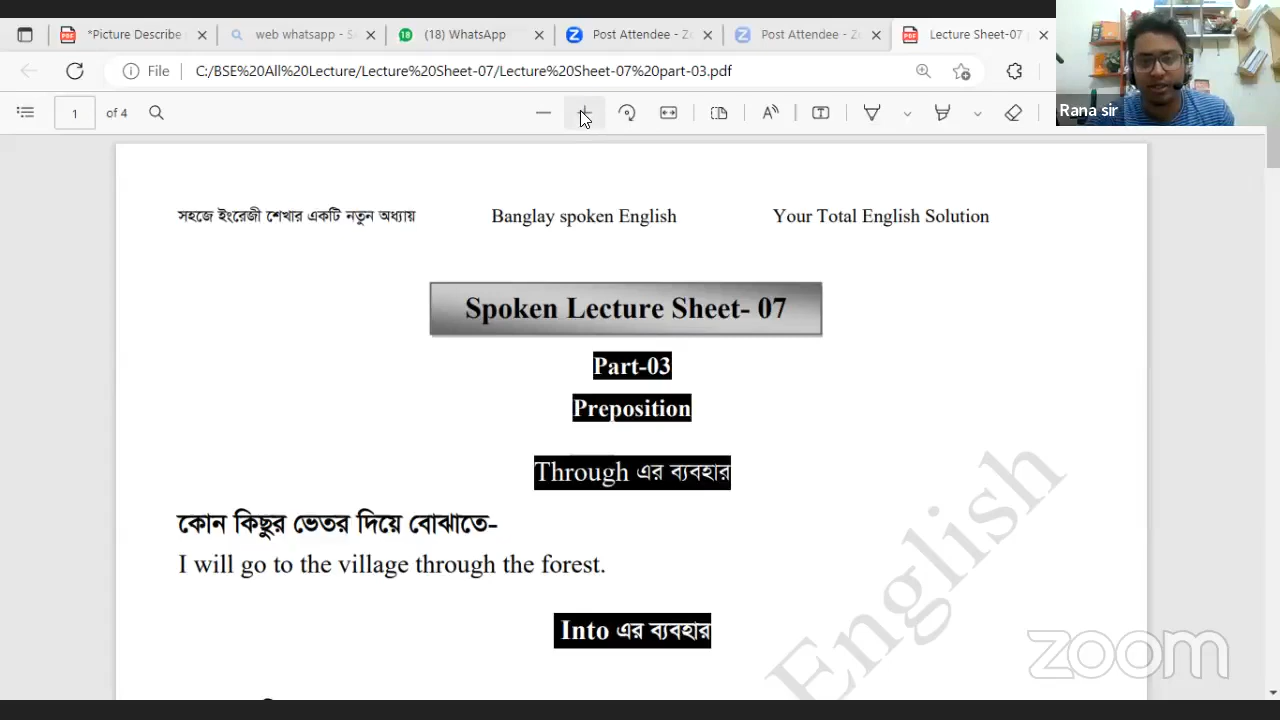 *Picture Describe
web whatsapp - S
(18) WhatsApp
Post Attendee - Z
Post Attendee - Z
Lecture Sheet-07
File
C:/BSE%20All%20Lecture/Lecture%20Sheet-07/Lecture%20Sheet-07%20part-03.pdf
1 of 4
Rana sir
সহজে ইংরেজী শেখার একটি নতুন অধ্যায়
Banglay spoken English
Your Total English Solution
Spoken Lecture Sheet- 07
Part-03
Preposition
Through এর ব্যবহার
কোন কিছুর ভেতর দিয়ে বোঝাতে-
I will go to the village through the forest.
Into এর ব্যবহার
English
zoom